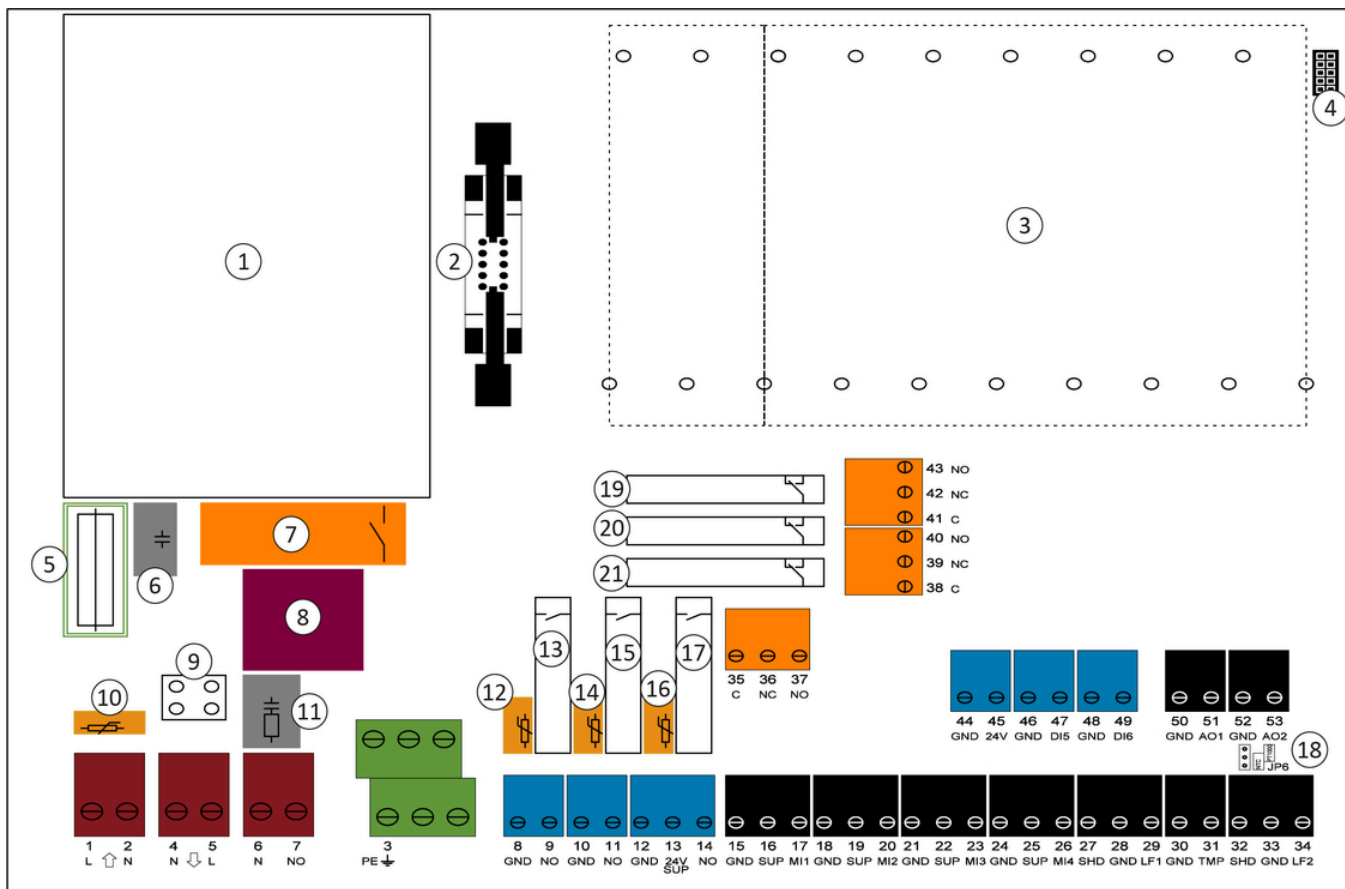 4
3
1
2
43 NO
19
42 NC
41 C
20
7
40 NO
5
39 NC
6
21
38 C
8
13
15
17
9
10
12
14
16
11
35 36 37
C NC NO
44 45 46 47 48 49
GND 24V GND DI5 GND DI6
50 51 52 53
GND AO1 GND AO2
NTC PT1000 JP6
18
1 2 4 5 6 7 3
L N N L N NO PE
8 9 10 11 12 13 14
GND NO GND NO GND 24V NO
SUP
15 16 17 18 19 20 21 22 23 24 25 26 27 28 29 30 31 32 33 34
GND SUP MI1 GND SUP MI2 GND SUP MI3 GND SUP MI4 SHD GND LF1 GND TMP SHD GND LF2